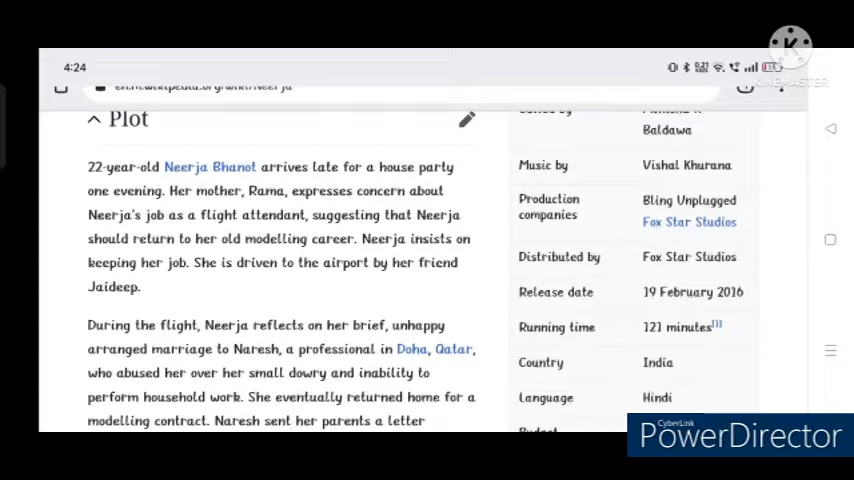 4:24
Plot
22-year-old Neerja Bhanot arrives late for a house party
one evening. Her mother, Rama, expresses concern about
Neerja's job as a flight attendant, suggesting that Neerja
should return to her old modelling career. Neerja insists on
keeping her job. She is driven to the airport by her friend
Jaideep.
During the flight, Neerja reflects on her brief, unhappy
arranged marriage to Naresh, a professional in Doha, Qatar,
who abused her over her small dowry and inability to
perform household work. She eventually returned home for a
modelling contract. Naresh sent her parents a letter
Baldawa
Music by Vishal Khurana
Production companies
Bling Unplugged
Fox Star Studios
Distributed by Fox Star Studios
Release date 19 February 2016
Running time 121 minutes[1]
Country India
Language Hindi
K
KINEMASTER
CyberLink
PowerDirector